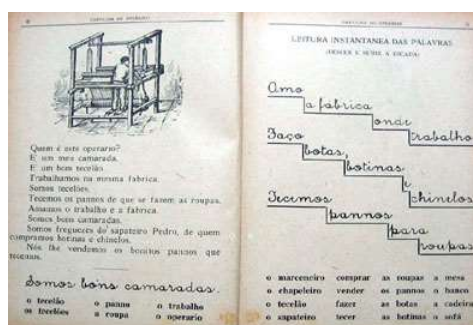 CARTILHA DO OPERARIO
Quem é este operario?
E' um meu camarada.
E' um bom tecelão.
Trabalhamos na mesma fabrica.
Somos tecelões.
Tecemos os pannos de que se fazem as roupas.
Amamos o trabalho e a fabrica.
Somos bons camaradas.
Somos freguezes do sapateiro Pedro, de quem
compramos botinas e chinelos.
Nós lhe vendemos os bonitos pannos que
tecemos.
Somos bons camaradas.
o tecelão o panno o trabalho
os tecelões a roupa o operario
CARTILHA DO OPERARIO
LEITURA INSTANTANEA DAS PALAVRAS
(DESCER E SUBIR A ESCADA)
Amo
a fábrica
onde
trabalho
Faço
botas,
botinas
e
chinelos
Tecimos
pannos
para
roupas
o marceneiro comprar as roupas a mesa
o chapeleiro vender os pannos o banco
o tecelão fazer as botas a cadeira
o sapateiro tecer as botinas o sofá